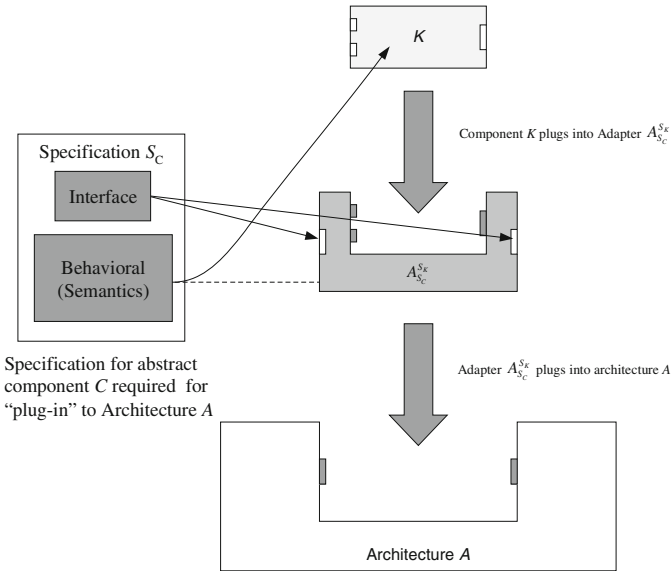 K
Component K plugs into Adapter A_{S_C}^{S_K}
Specification S_C
Interface
Behavioral
(Semantics)
A_{S_C}^{S_K}
Specification for abstract
component C required for
“plug-in” to Architecture A
Adapter A_{S_C}^{S_K} plugs into architecture A
Architecture A